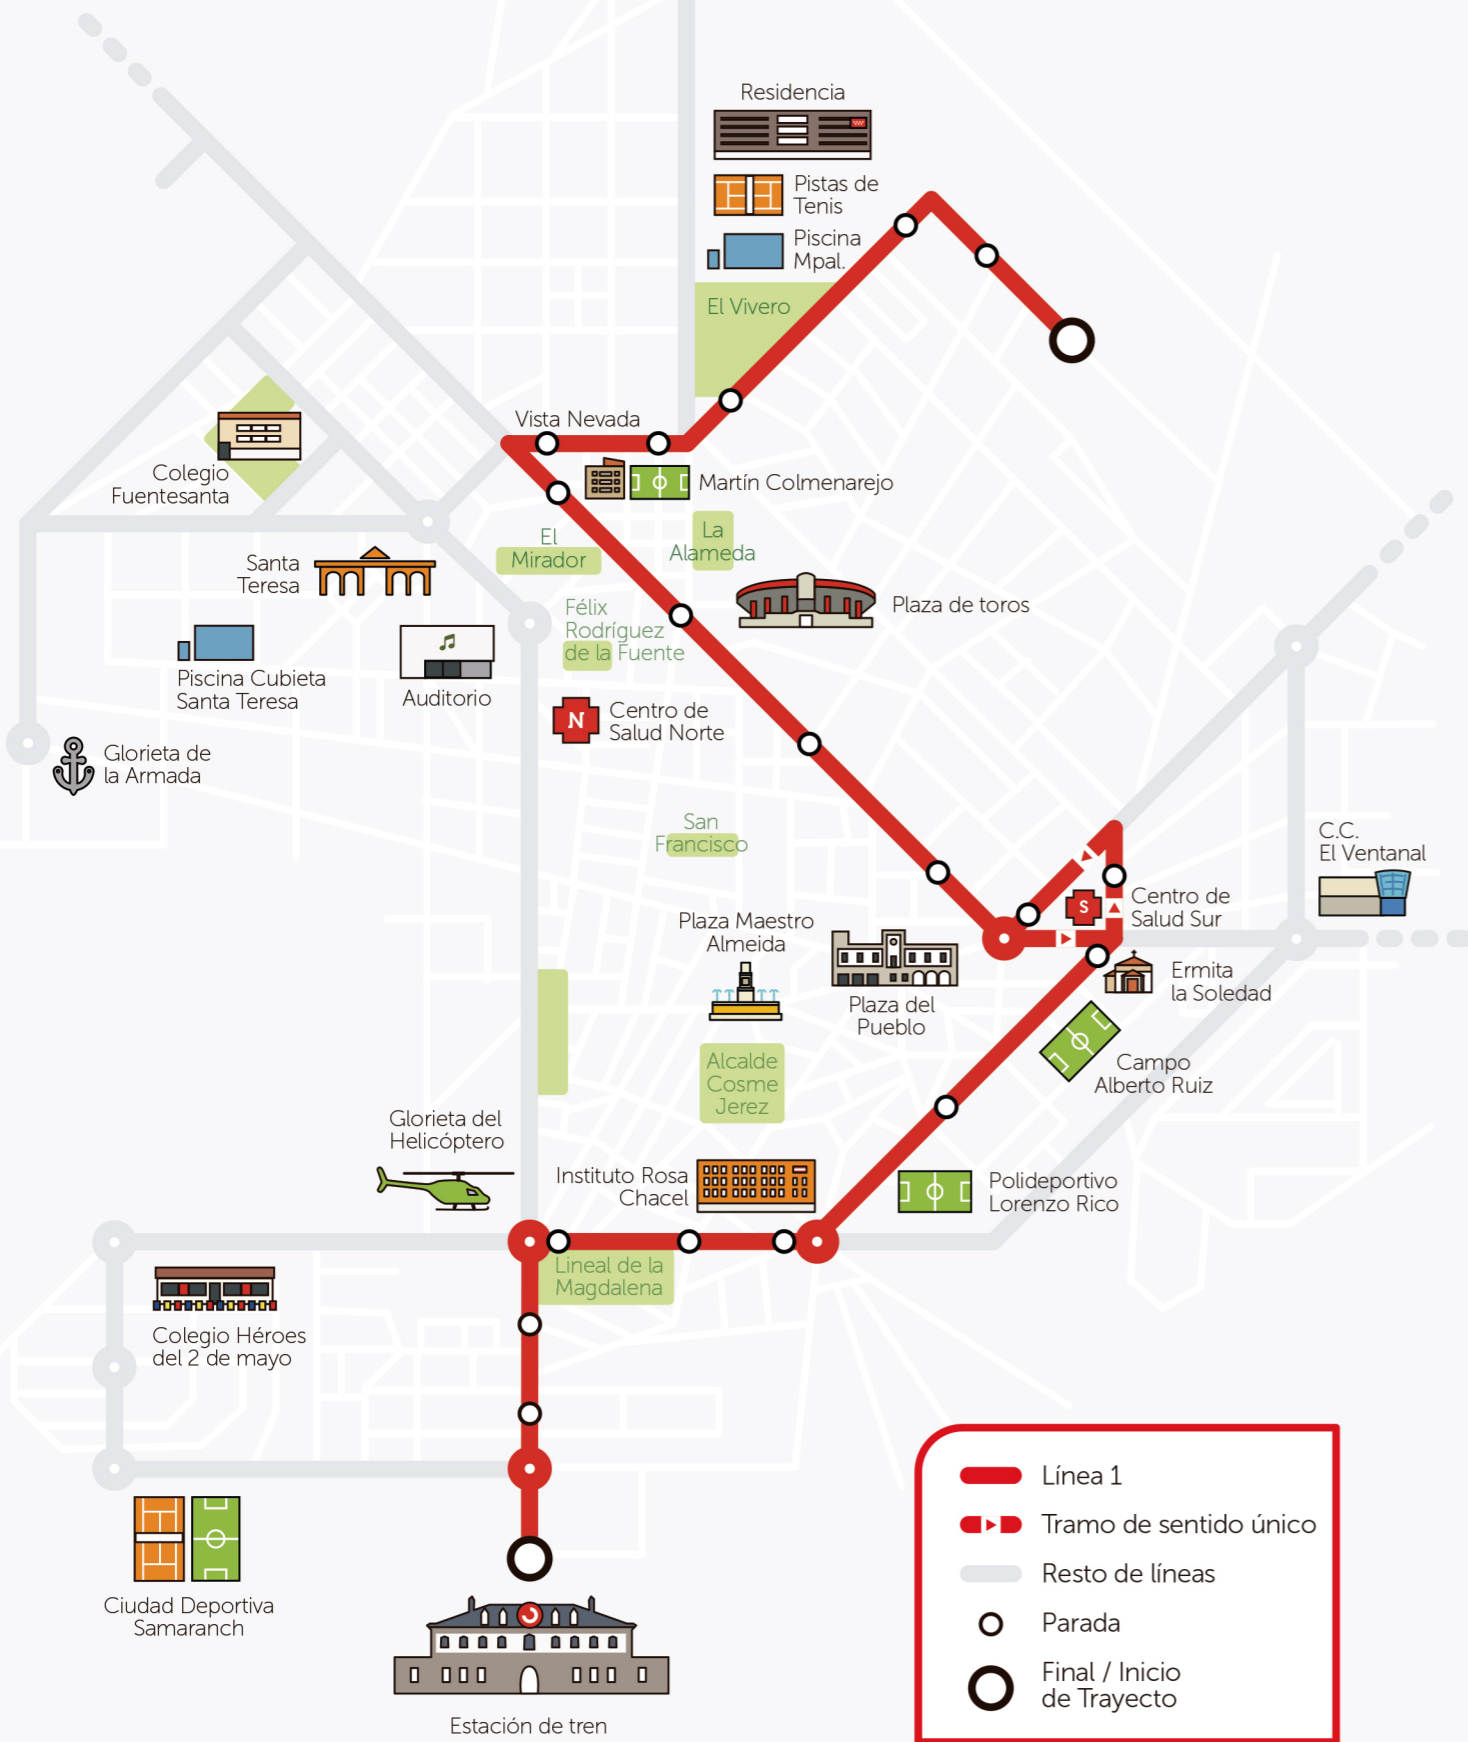 Residencia
Pistas de
Tenis
Piscina
Mpal.
El Vivero
Vista Nevada
Martín Colmenarejo
Colegio
Fuentesanta
El
Mirador
La
Alameda
Santa
Teresa
Plaza de toros
Félix
Rodríguez
de la Fuente
Piscina Cubieta
Santa Teresa
Auditorio
N
Centro de
Salud Norte
Glorieta de
la Armada
San
Francisco
C.C.
El Ventanal
S
Centro de
Salud Sur
Plaza Maestro
Almeida
Plaza del
Pueblo
Ermita
la Soledad
Campo
Alberto Ruiz
Alcalde
Cosme
Jerez
Glorieta del
Helicóptero
Instituto Rosa
Chacel
Polideportivo
Lorenzo Rico
Lineal de la
Magdalena
Colegio Héroes
del 2 de mayo
Ciudad Deportiva
Samaranch
Estación de tren
Línea 1
Tramo de sentido único
Resto de líneas
Parada
Final / Inicio
de Trayecto